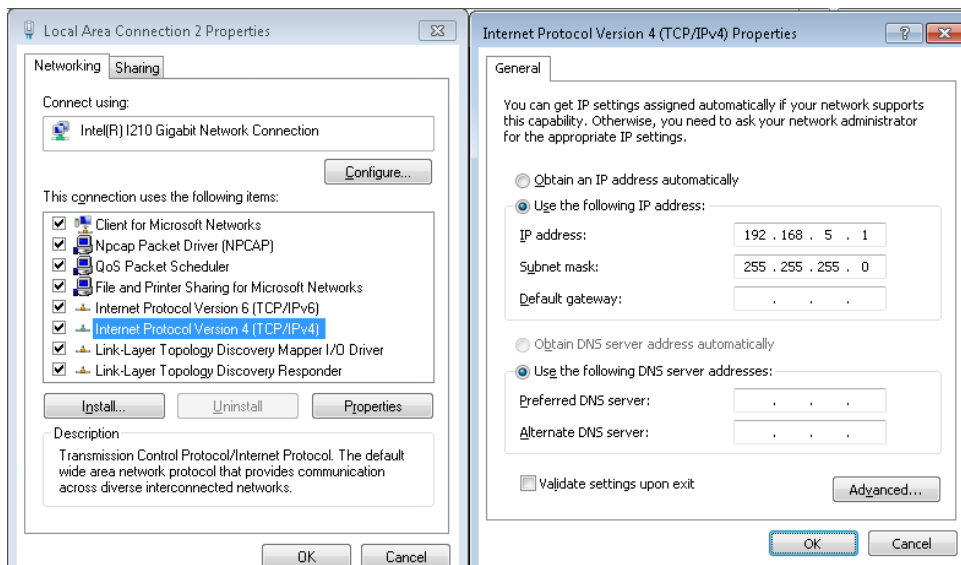 Local Area Connection 2 Properties
Networking
Sharing
Connect using:
Intel(R) I210 Gigabit Network Connection
Configure...
This connection uses the following items:
Client for Microsoft Networks
Npcap Packet Driver (NPCAP)
QoS Packet Scheduler
File and Printer Sharing for Microsoft Networks
Internet Protocol Version 6 (TCP/IPv6)
Internet Protocol Version 4 (TCP/IPv4)
Link-Layer Topology Discovery Mapper I/O Driver
Link-Layer Topology Discovery Responder
Install...
Uninstall
Properties
Description
Transmission Control Protocol/Internet Protocol. The default
wide area network protocol that provides communication
across diverse interconnected networks.
OK
Cancel
Internet Protocol Version 4 (TCP/IPv4) Properties
?
General
You can get IP settings assigned automatically if your network supports
this capability. Otherwise, you need to ask your network administrator
for the appropriate IP settings.
Obtain an IP address automatically
Use the following IP address:
IP address:
192 . 168 . 5 . 1
Subnet mask:
255 . 255 . 255 . 0
Default gateway:
. . .
Obtain DNS server address automatically
Use the following DNS server addresses:
Preferred DNS server:
. . .
Alternate DNS server:
. . .
Validate settings upon exit
Advanced...
OK
Cancel